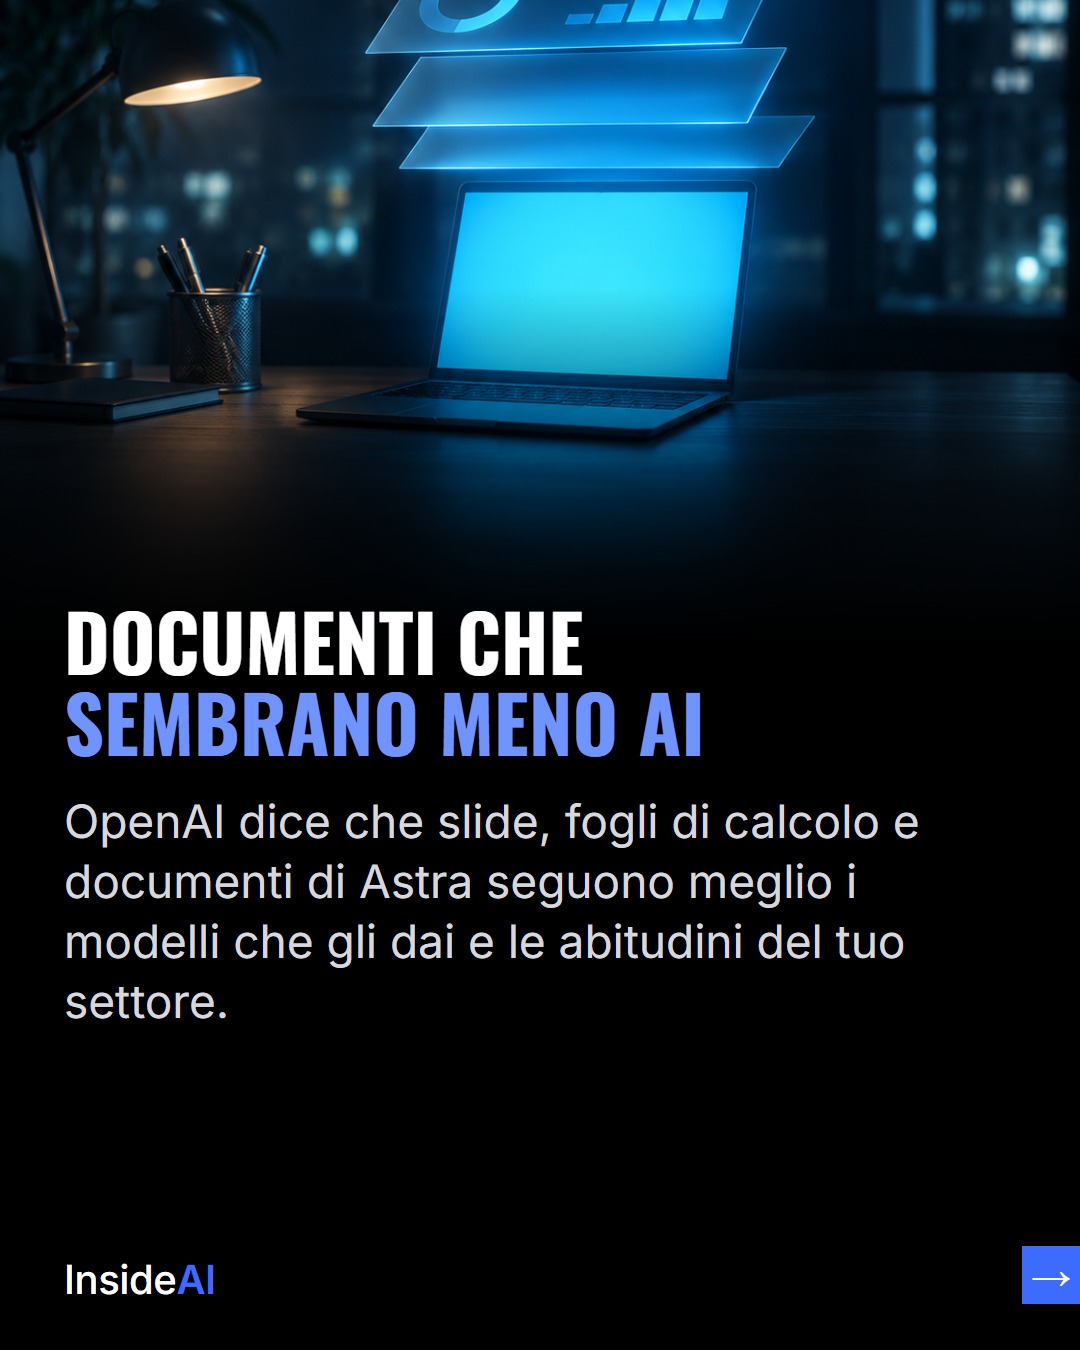 DOCUMENTI CHE
SEMBRANO MENO AI
OpenAI dice che slide, fogli di calcolo e
documenti di Astra seguono meglio i
modelli che gli dai e le abitudini del tuo
settore.
InsideAI
→